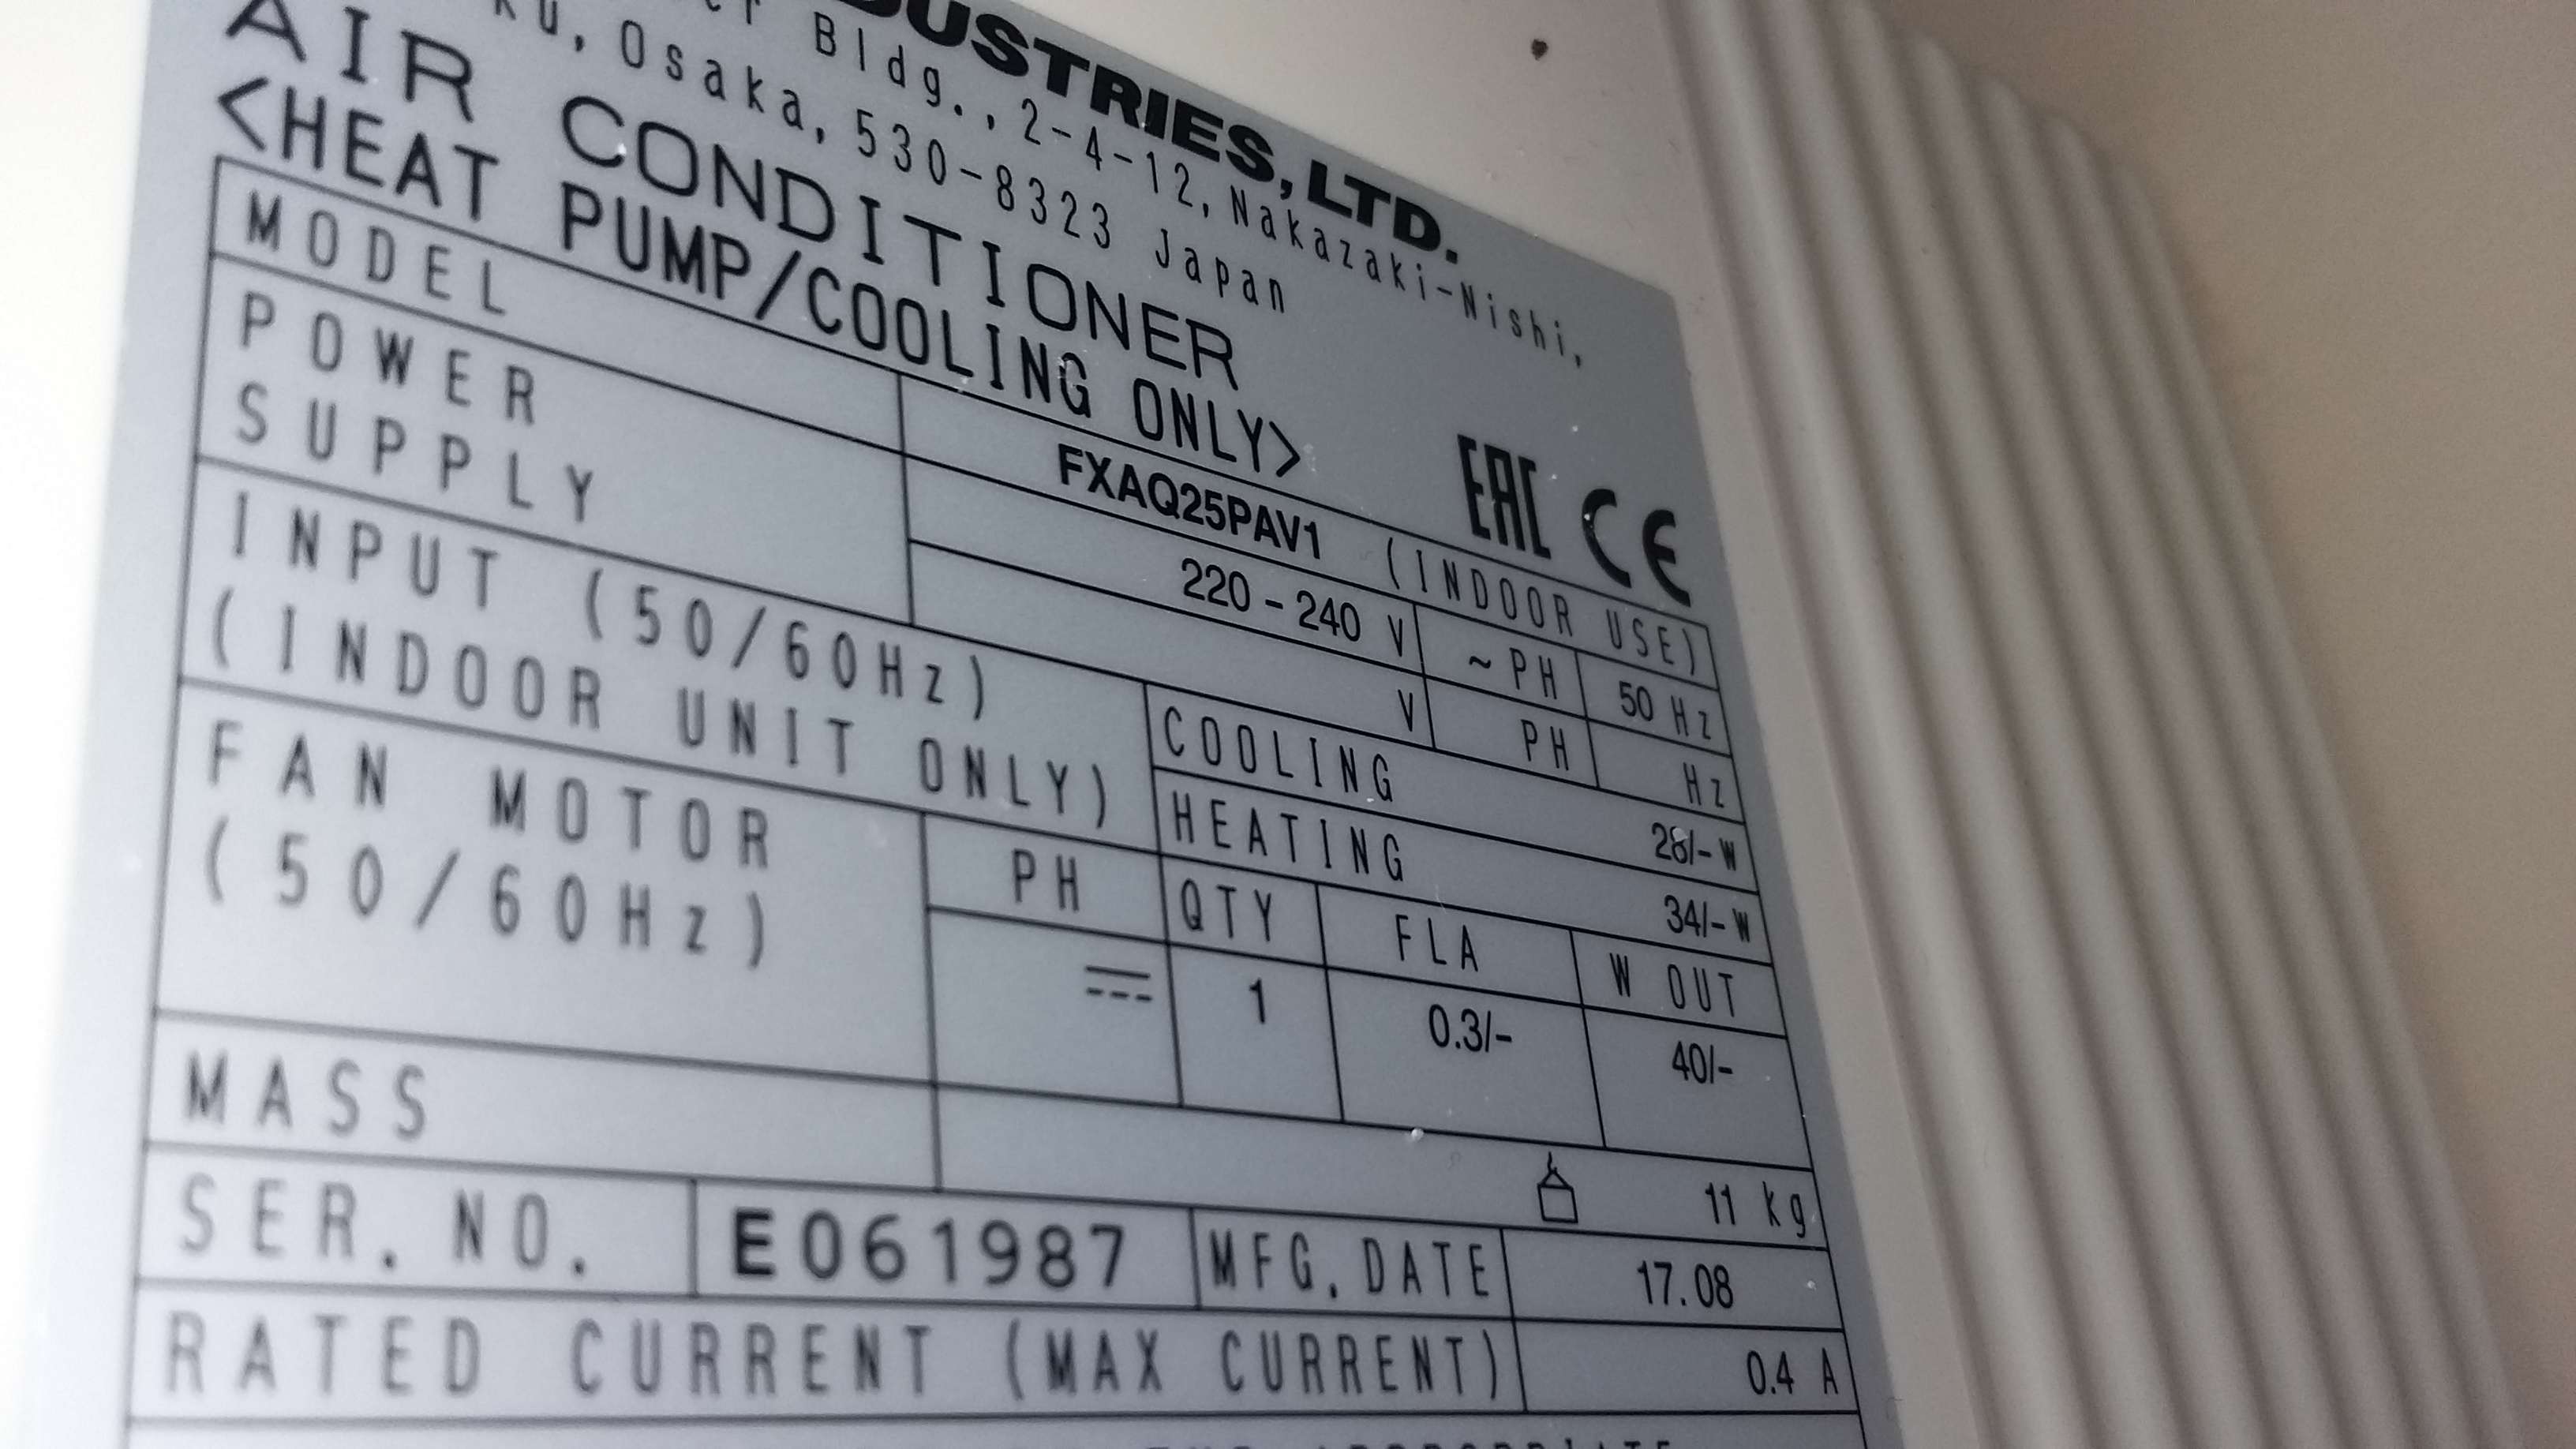 DUSTRIES,LTD.
Bldg., 2-4-12, Nakazaki-Nishi,
Osaka, 530-8323 Japan
AIR CONDITIONER
<HEAT PUMP/COOLING ONLY>
EAC CE
MODEL FXAQ25PAV1 (INDOOR USE)
POWER SUPPLY 220-240 V ~PH 50 Hz
V PH Hz
INPUT (50/60Hz) COOLING 28/- W
(INDOOR UNIT ONLY) HEATING 34/- W
FAN MOTOR PH QTY FLA W OUT
(50/60Hz) 1 0.3/- 40/-
MASS 11 kg
SER. NO. E061987 MFG. DATE 17.08
RATED CURRENT (MAX CURRENT) 0.4 A